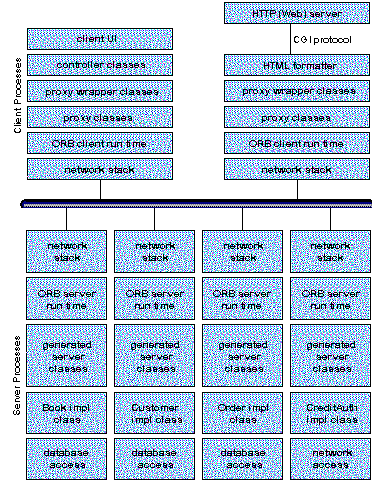 Client Processes
client UI
controller classes
proxy wrapper classes
proxy classes
ORB client run time
network stack
HTTP (Web) server
CGI protocol
HTML formatter
proxy wrapper classes
proxy classes
ORB client run time
network stack
Server Processes
network
stack
network
stack
network
stack
network
stack
ORB server
run time
ORB server
run time
ORB server
run time
ORB server
run time
generated
server
classes
generated
server
classes
generated
server
classes
generated
server
classes
Book impl
class
Customer
impl class
Order impl
class
CreditAuth
impl class
database
access
database
access
database
access
network
access